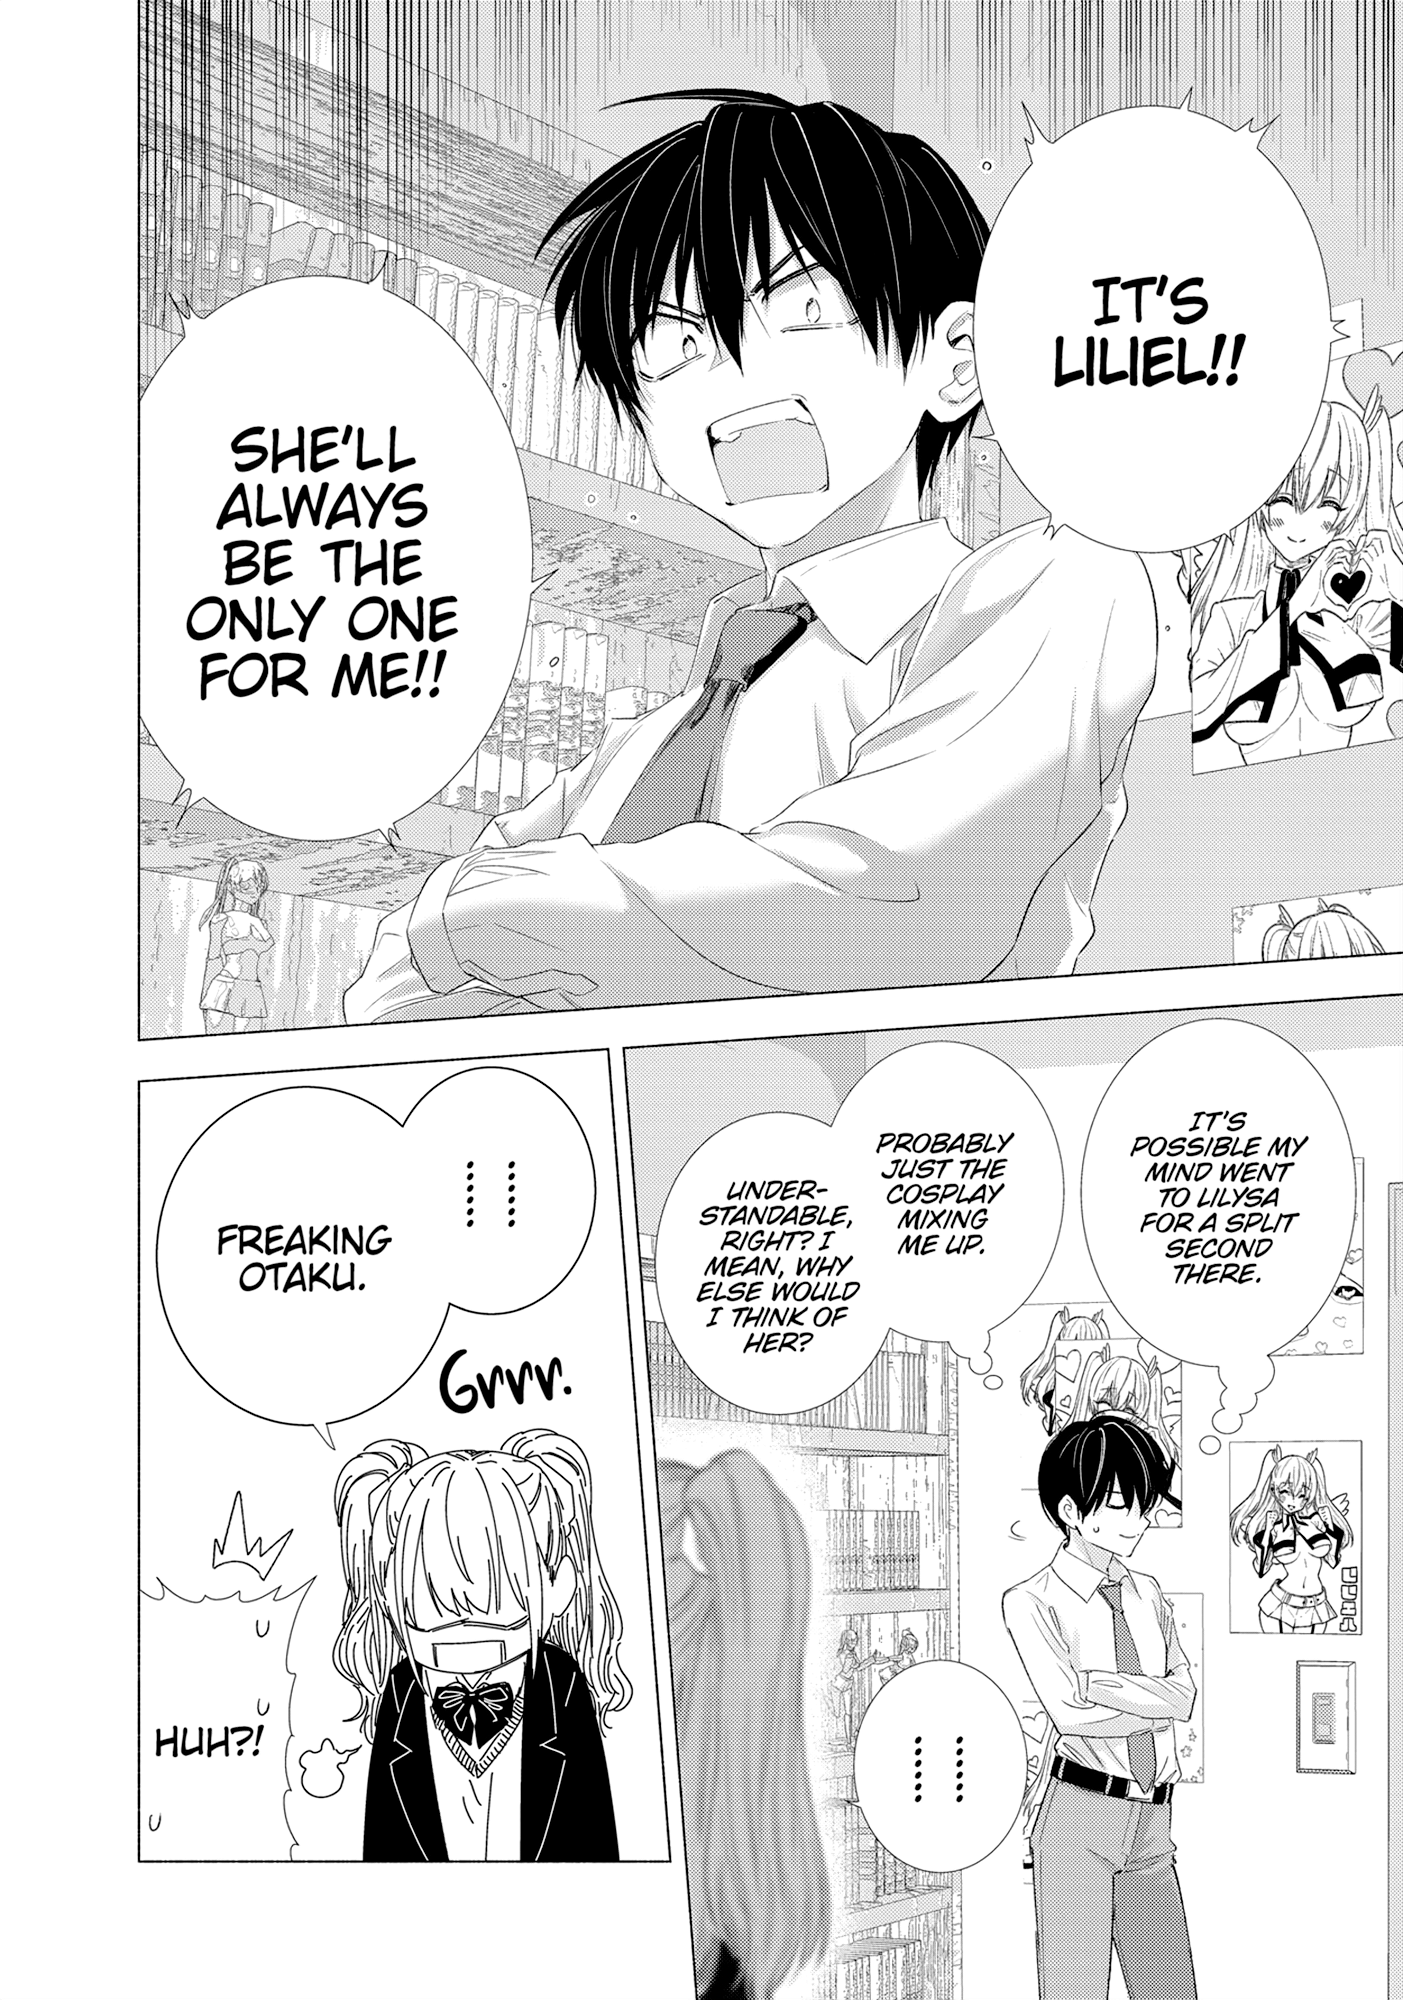 IT'S
LILIEL!!
SHE'LL
ALWAYS
BE THE
ONLY ONE
FOR ME!!
IT'S
POSSIBLE MY
MIND WENT
TO LILYSA
FOR A SPLIT
SECOND
THERE.
PROBABLY
JUST THE
COSPLAY
MIXING
ME UP.
UNDER-
STANDABLE,
RIGHT? I
MEAN, WHY
ELSE WOULD
I THINK OF
HER?
......
......
FREAKING
OTAKU.
Grrr.
HUH?!